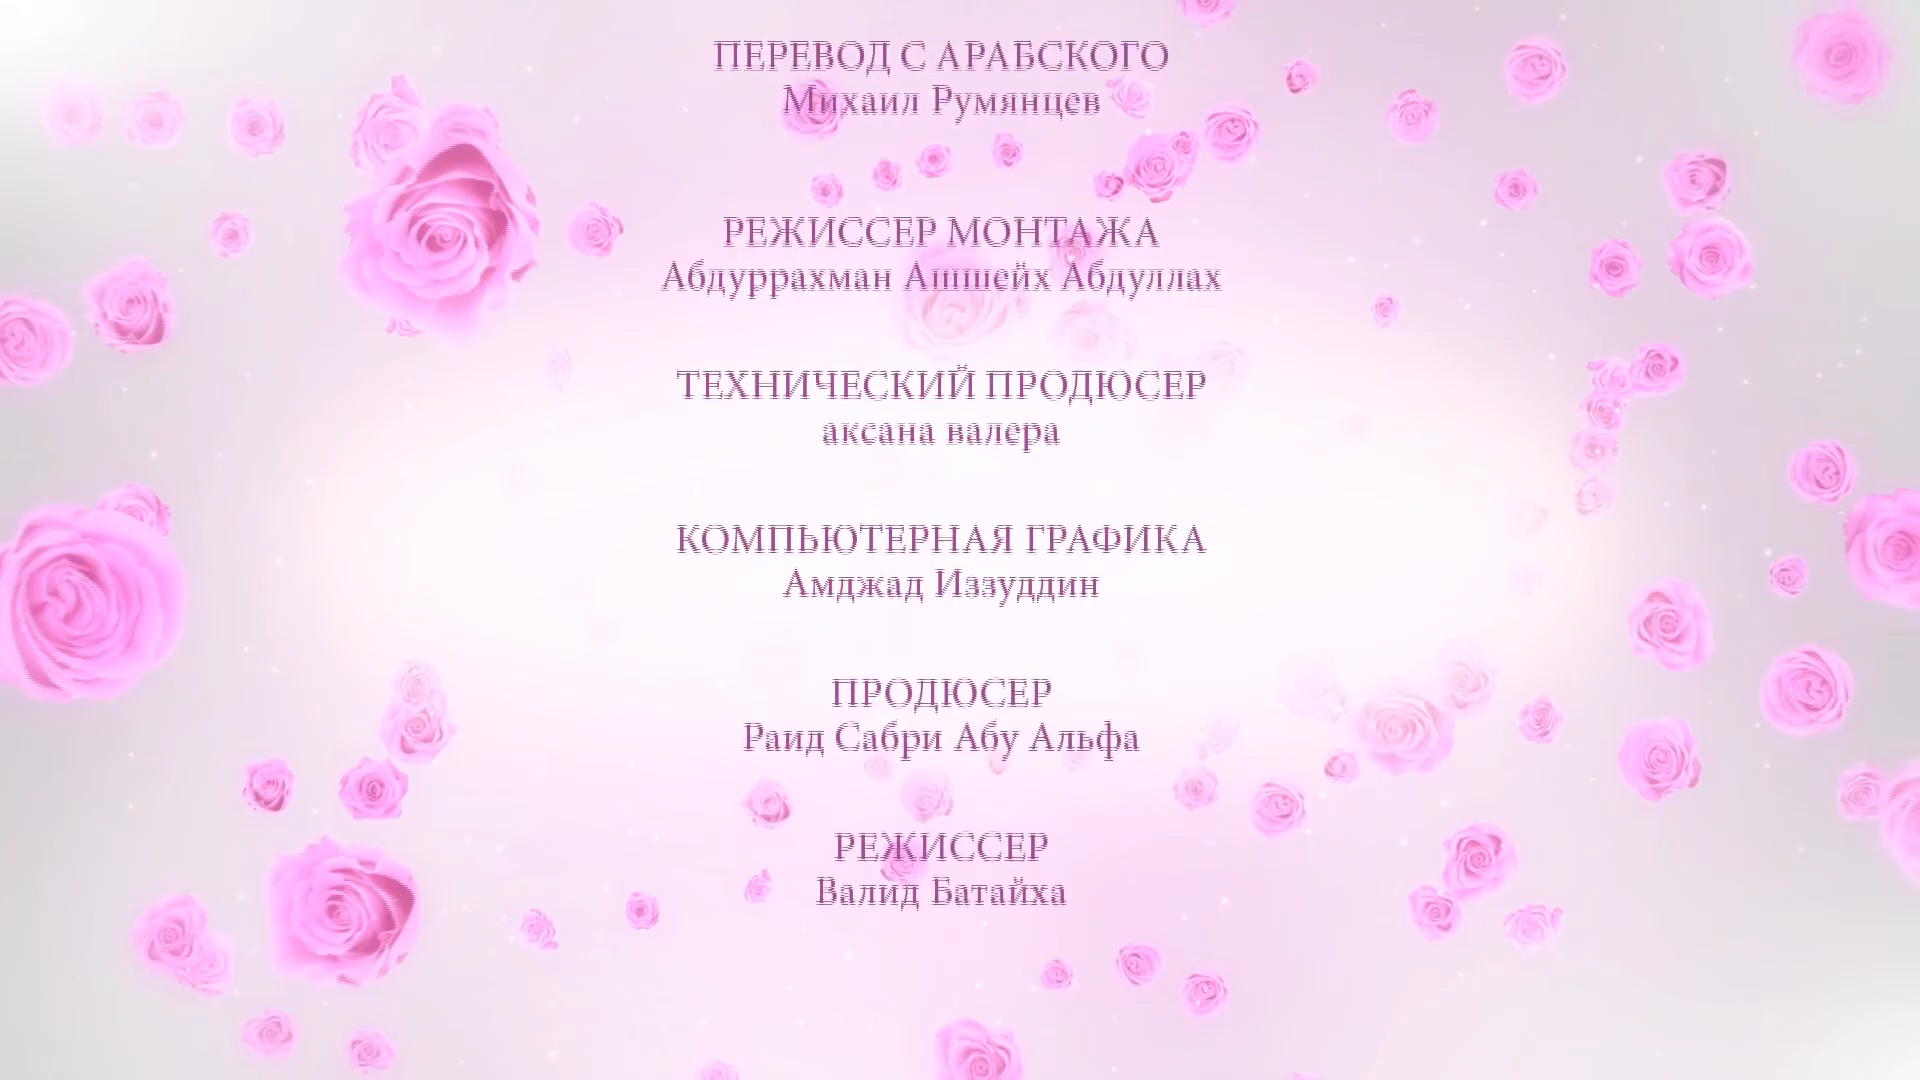 ПЕРЕВОД С АРАБСКОГО
Михаил Румянцев
РЕЖИССЕР МОНТАЖА
Абдуррахман Ашшейх Абдуллах
ТЕХНИЧЕСКИЙ ПРОДЮСЕР
аксана валера
КОМПЬЮТЕРНАЯ ГРАФИКА
Амджад Иззуддин
ПРОДЮСЕР
Раид Сабри Абу Альфа
РЕЖИССЕР
Валид Батайха